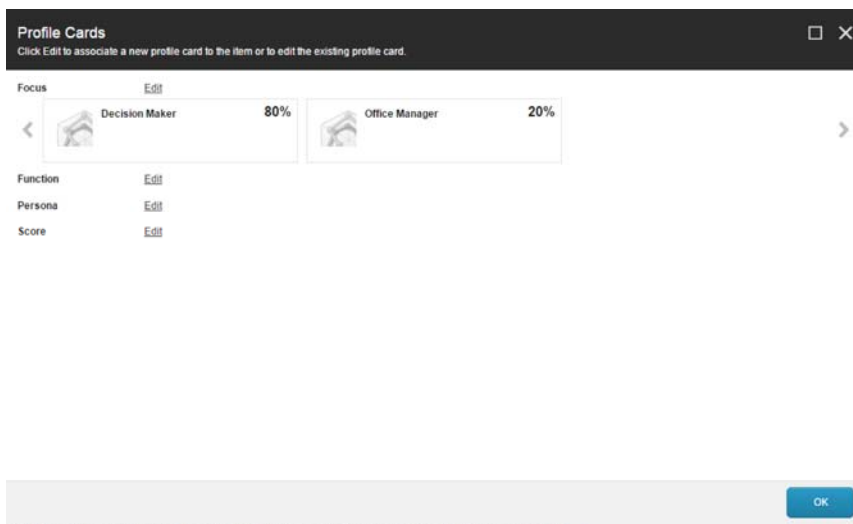 Profile Cards
Click Edit to associate a new profile card to the item or to edit the existing profile card.
Focus Edit
Decision Maker 80% Office Manager 20%
Function Edit
Persona Edit
Score Edit
OK